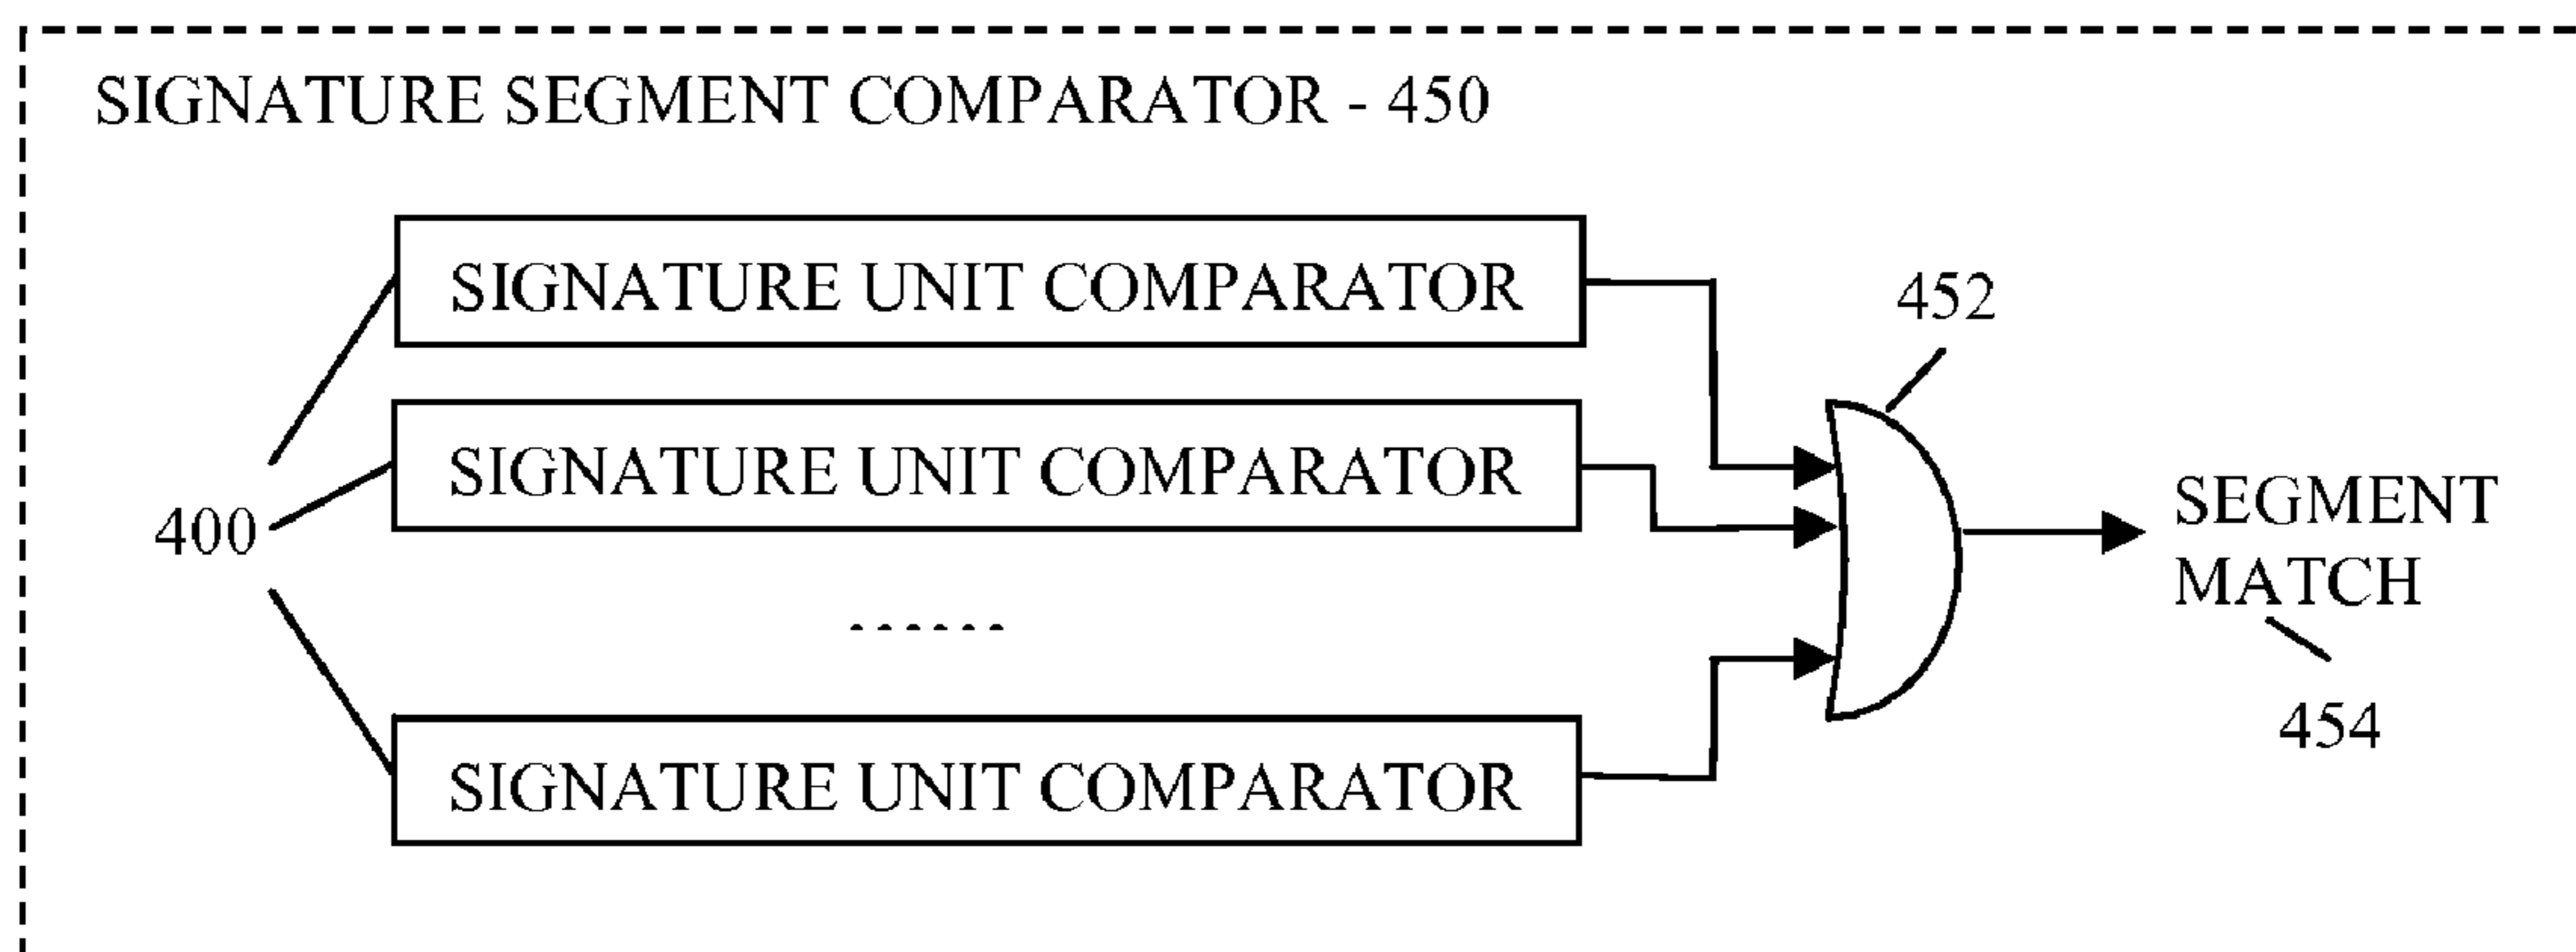 SIGNATURE SEGMENT COMPARATOR - 450
SIGNATURE UNIT COMPARATOR
452
SIGNATURE UNIT COMPARATOR
400
SEGMENT
MATCH
......
454
SIGNATURE UNIT COMPARATOR